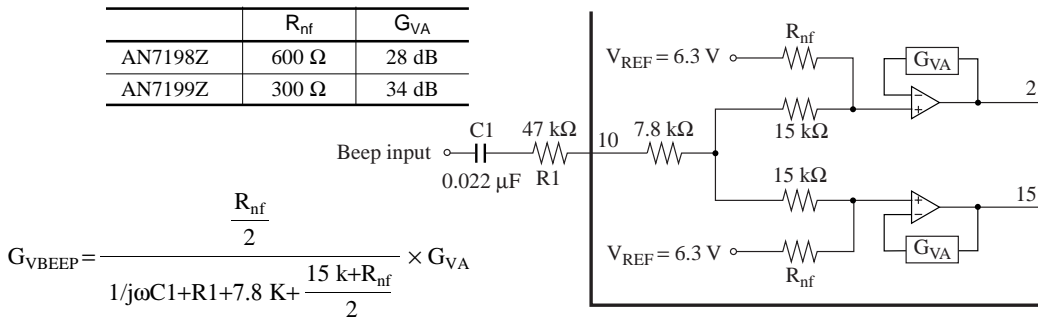 R_nf G_VA
AN7198Z 600 Ω 28 dB
AN7199Z 300 Ω 34 dB
R_nf
V_REF = 6.3 V
G_VA
2
15 kΩ
C1 47 kΩ 10 7.8 kΩ
Beep input
0.022 μF R1
15 kΩ
15
V_REF = 6.3 V
G_VA
R_nf
G_VBEEP = (R_nf/2) / (1/jωC1+R1+7.8 K+ (15 k+R_nf)/2) × G_VA